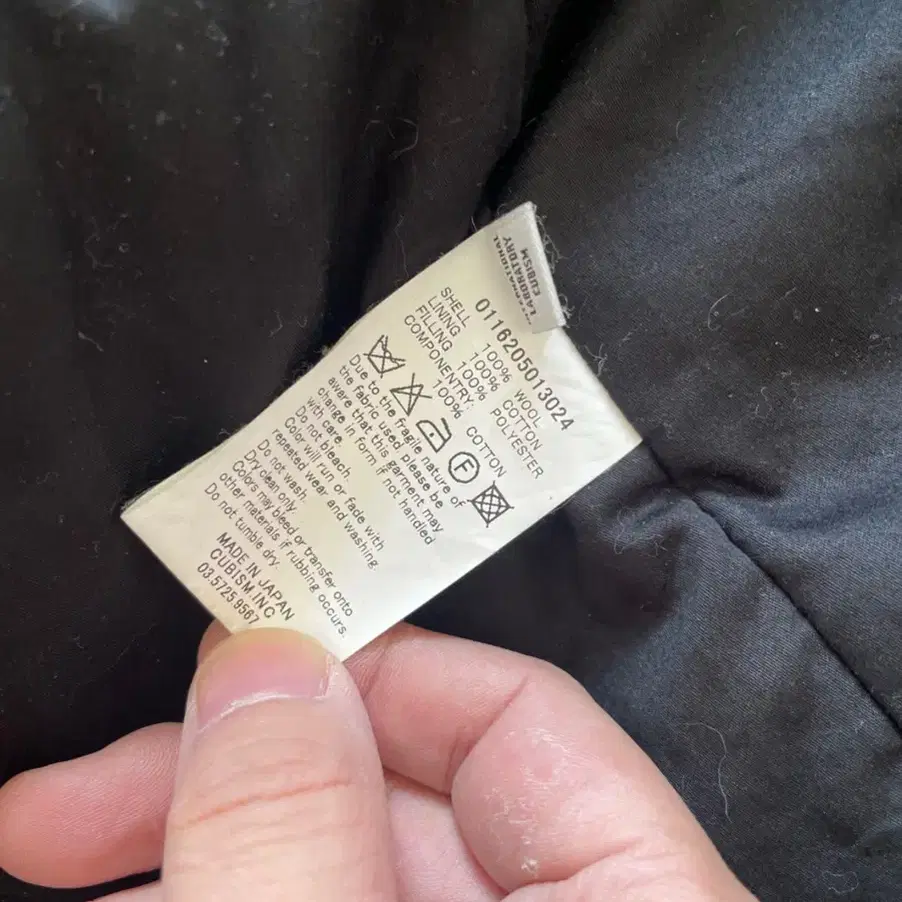 INTERNATIONAL
LABORATORY
CUBISM
0116205013024
SHELL 100% WOOL
LINING 100% COTTON
FILLING 100% POLYESTER
COMPONENTRY: 100% COTTON
F
Due to the fragile nature of
the fabric used please be
aware that this garment may
change in form if not handled
with care.
Do not bleach.
Color will run or fade with
repeated wear and washing.
Do not wash.
Dry clean only.
Colors may bleed or transfer onto
other materials if rubbing occurs.
Do not tumble dry.
MADE IN JAPAN
CUBISM.INC
03.5725.9567